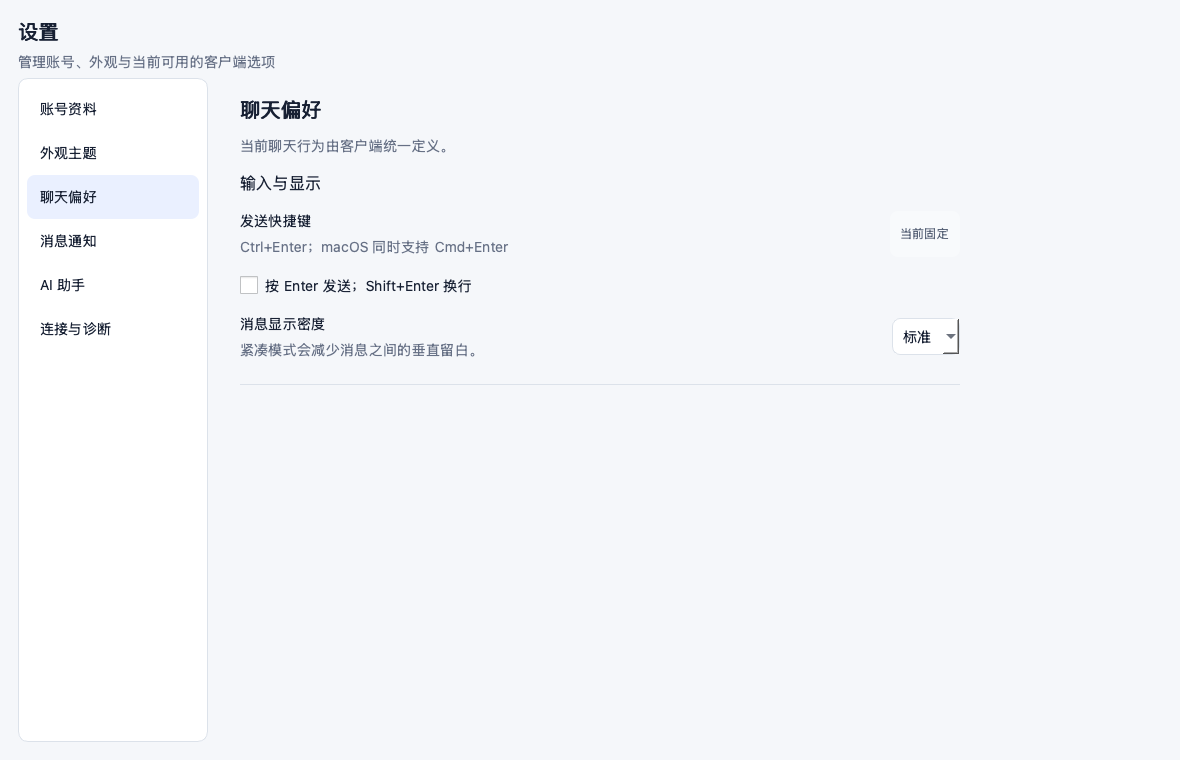 设置
管理账号、外观与当前可用的客户端选项
账号资料
外观主题
聊天偏好
消息通知
AI 助手
连接与诊断
聊天偏好
当前聊天行为由客户端统一定义。
输入与显示
发送快捷键
Ctrl+Enter；macOS 同时支持 Cmd+Enter
当前固定
按 Enter 发送；Shift+Enter 换行
消息显示密度
紧凑模式会减少消息之间的垂直留白。
标准